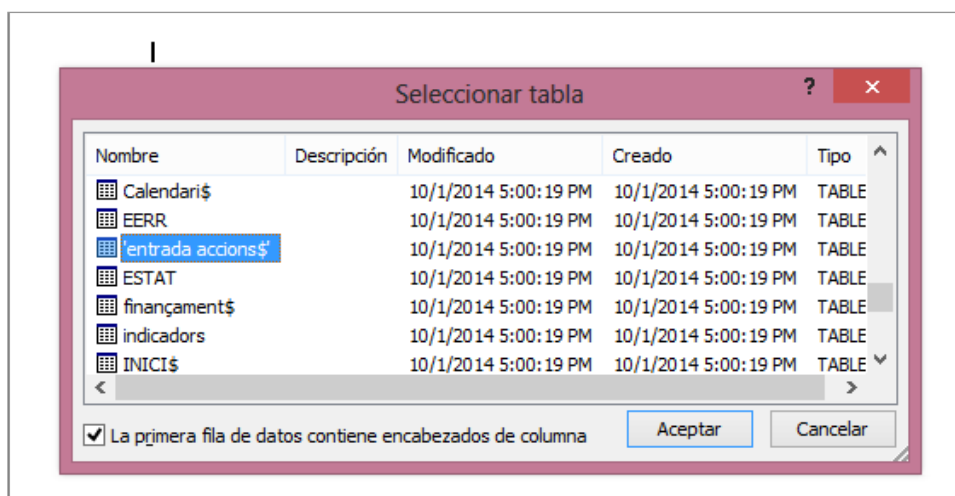 Seleccionar tabla ?
Nombre Descripción Modificado Creado Tipo
Calendari$ 10/1/2014 5:00:19 PM 10/1/2014 5:00:19 PM TABLE
EERR 10/1/2014 5:00:19 PM 10/1/2014 5:00:19 PM TABLE
'entrada accions$' 10/1/2014 5:00:19 PM 10/1/2014 5:00:19 PM TABLE
ESTAT 10/1/2014 5:00:19 PM 10/1/2014 5:00:19 PM TABLE
finançament$ 10/1/2014 5:00:19 PM 10/1/2014 5:00:19 PM TABLE
indicadors 10/1/2014 5:00:19 PM 10/1/2014 5:00:19 PM TABLE
INICI$ 10/1/2014 5:00:19 PM 10/1/2014 5:00:19 PM TABLE
La primera fila de datos contiene encabezados de columna Aceptar Cancelar